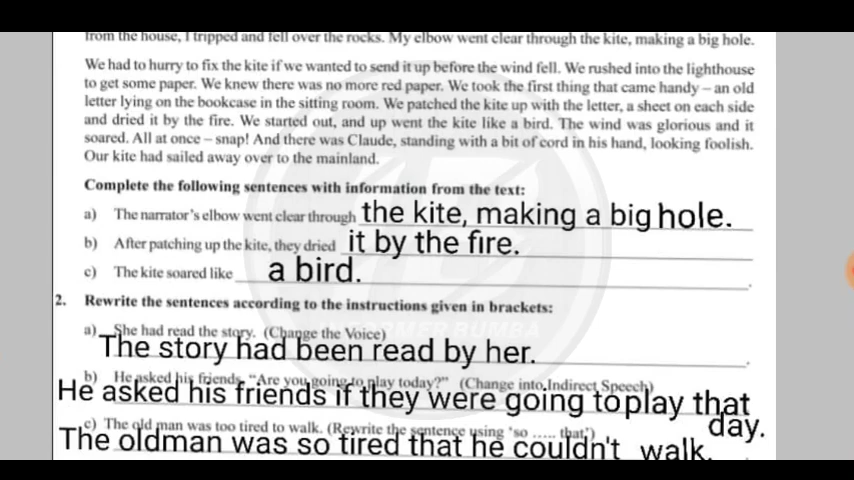 from the house, I tripped and fell over the rocks. My elbow went clear through the kite, making a big hole.
We had to hurry to fix the kite if we wanted to send it up before the wind fell. We rushed into the lighthouse
to get some paper. We knew there was no more red paper. We took the first thing that came handy – an old
letter lying on the bookcase in the sitting room. We patched the kite up with the letter, a sheet on each side
and dried it by the fire. We started out, and up went the kite like a bird. The wind was glorious and it
soared. All at once – snap! And there was Claude, standing with a bit of cord in his hand, looking foolish.
Our kite had sailed away over to the mainland.
Complete the following sentences with information from the text:
a) The narrator's elbow went clear through the kite, making a big hole.
b) After patching up the kite, they dried it by the fire.
c) The kite soared like a bird.
2. Rewrite the sentences according to the instructions given in brackets:
a) She had read the story. (Change the Voice)
The story had been read by her.
b) He asked his friends, "Are you going to play today?" (Change into Indirect Speech)
He asked his friends if they were going to play that
day.
c) The old man was too tired to walk. (Rewrite the sentence using 'so ..... that')
The oldman was so tired that he couldn't walk.